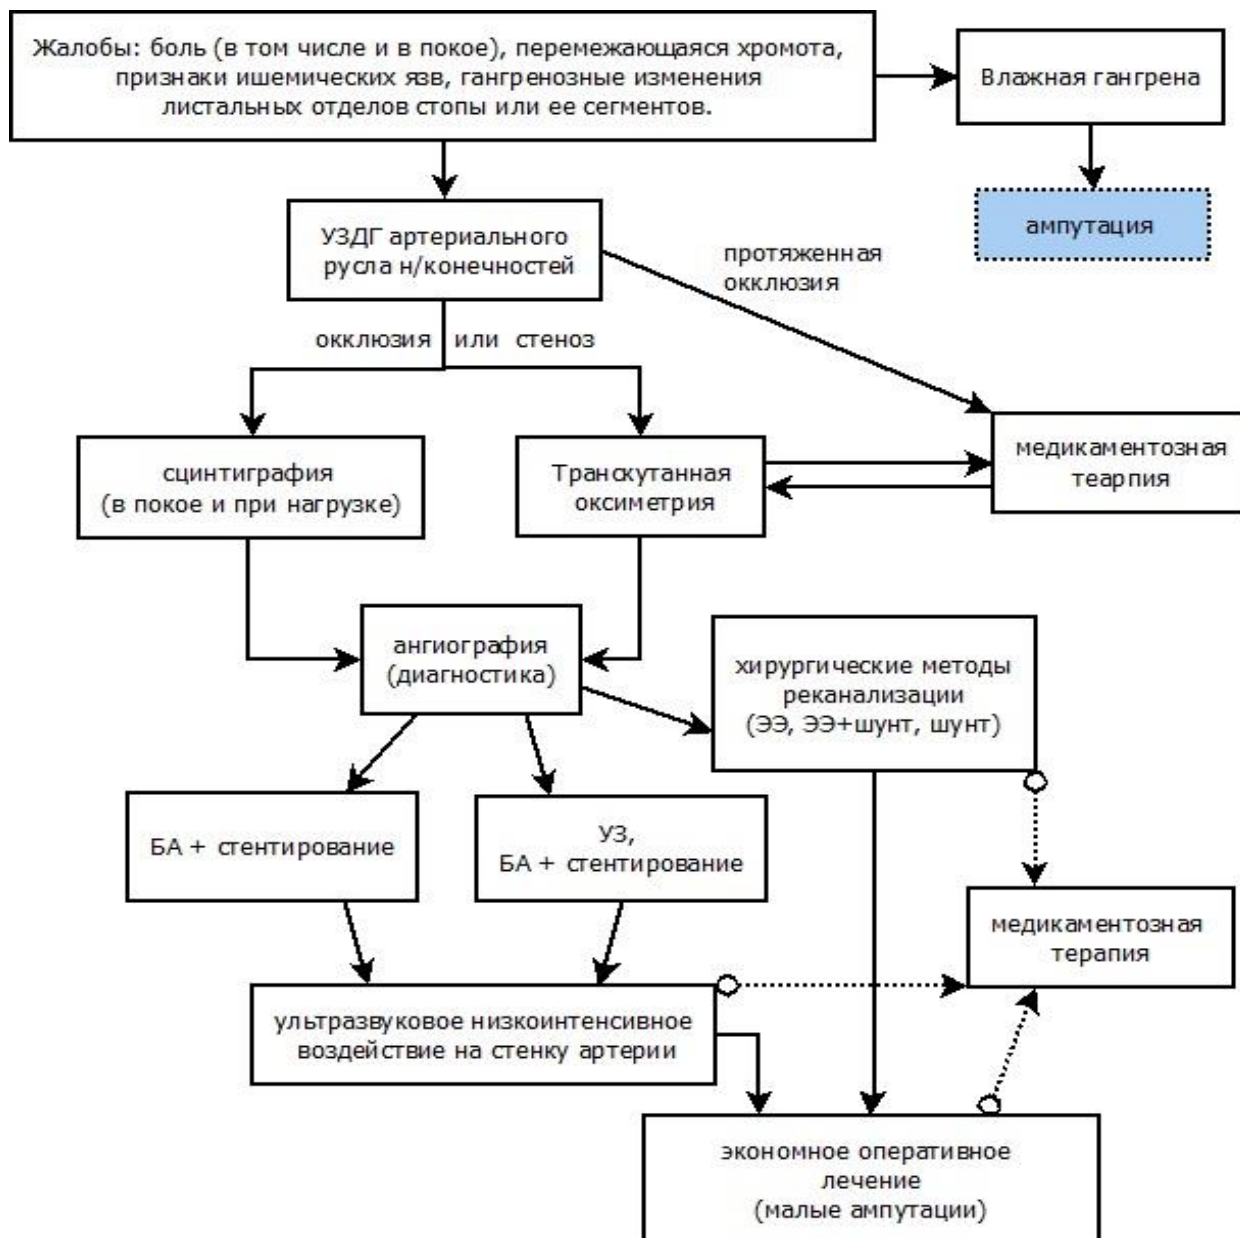 Жалобы: боль (в том числе и в покое), перемежающаяся хромота,
признаки ишемических язв, гангренозные изменения
листальных отделов стопы или ее сегментов.
Влажная гангрена
ампутация
УЗДГ артериального
русла н/конечностей
протяженная
окклюзия
окклюзия или стеноз
сцинтиграфия
(в покое и при нагрузке)
Транскутанная
оксиметрия
медикаментозная
теарпия
ангиография
(диагностика)
хирургические методы
реканализации
(ЭЭ, ЭЭ+шунт, шунт)
БА + стентирование
УЗ,
БА + стентирование
медикаментозная
терапия
ультразвуковое низкоинтенсивное
воздействие на стенку артерии
экономное оперативное
лечение
(малые ампутации)